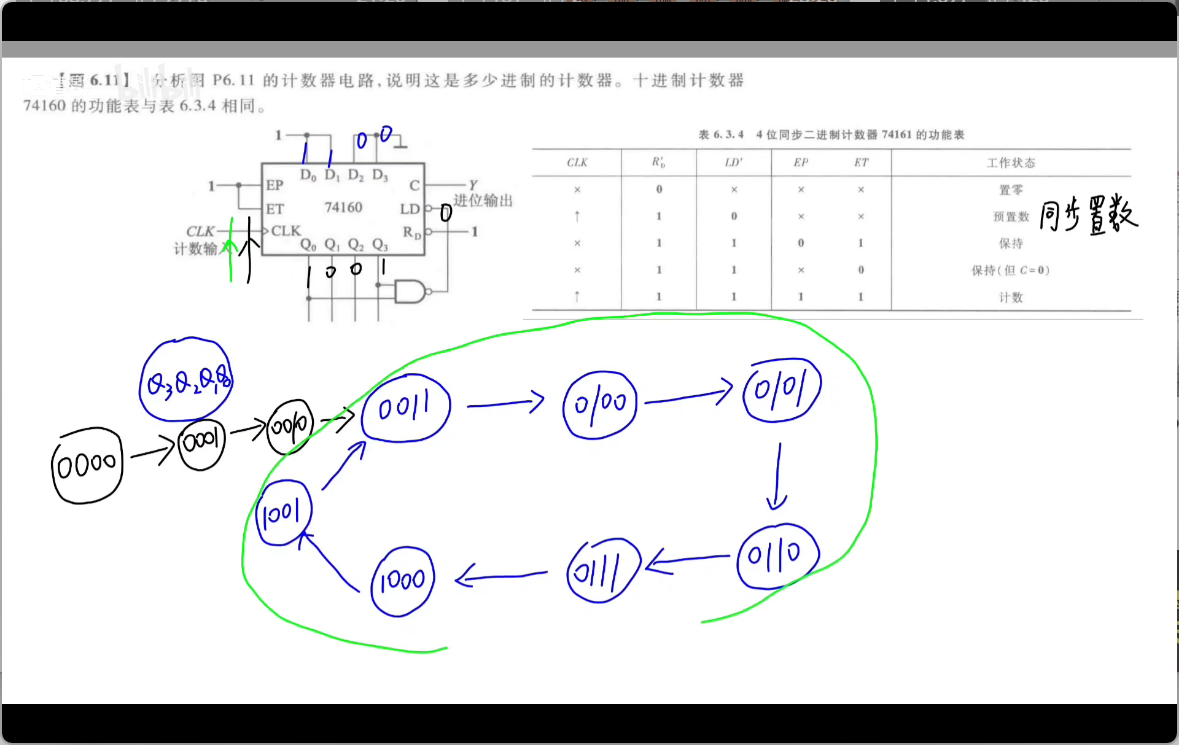 【题 6.11】 分析图 P6.11 的计数器电路,说明这是多少进制的计数器。十进制计数器
74160 的功能表与表 6.3.4 相同。
1
1 1 0 0
D₀ D₁ D₂ D₃
1 EP C Y
进位输出
ET 74160 LD 0
CLK CLK R_D 1
计数输入
Q₀ Q₁ Q₂ Q₃
1 0 0 1
表 6.3.4 4 位同步二进制计数器 74161 的功能表
CLK R'_D LD' EP ET 工作状态
× 0 × × × 置零
↑ 1 0 × × 预置数 同步置数
× 1 1 0 1 保持
× 1 1 × 0 保持(但 C=0)
↑ 1 1 1 1 计数
Q₃Q₂Q₁Q₀
0000 → 0001 → 0010 → 0011 → 0100 → 0101
1001
1000 ← 0111 ← 0110